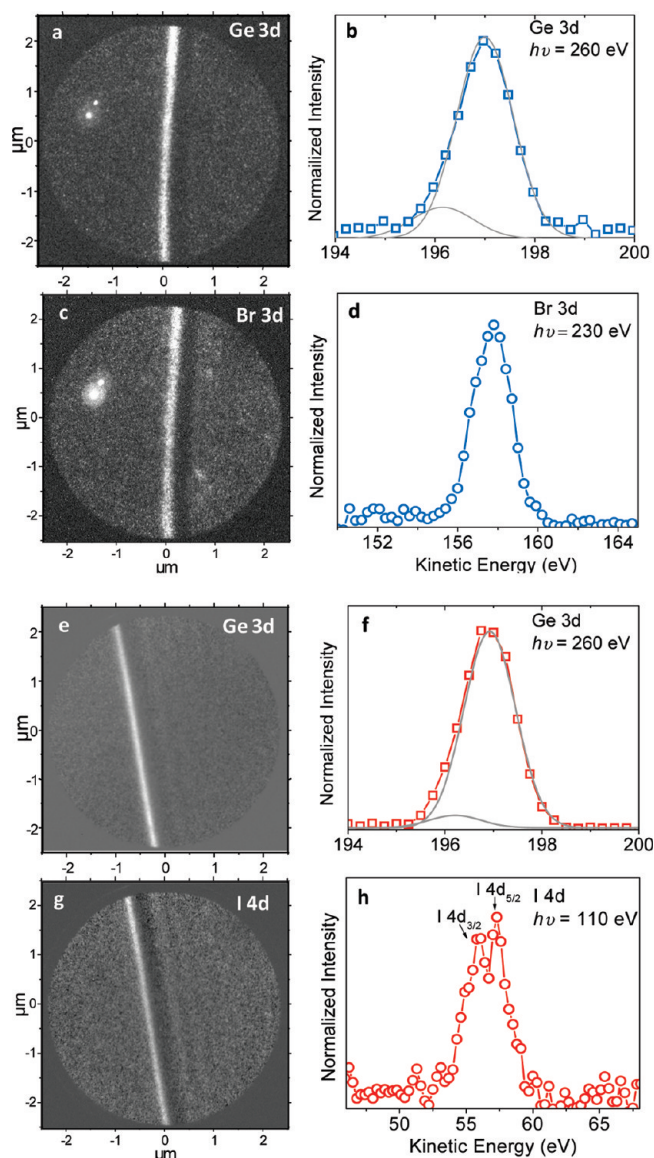 a
Ge 3d
2
1
0
-1
-2
μm
-2
-1
0
1
2
b
Ge 3d
hυ = 260 eV
Normailized Intensity
194
196
198
200
c
Br 3d
2
1
0
-1
-2
μm
-2
-1
0
1
2
μm
d
Br 3d
hυ = 230 eV
Normalized Intensity
152
156
160
164
Kinetic Energy (eV)
e
Ge 3d
2
1
0
-1
-2
μm
-2
-1
0
1
2
f
Ge 3d
hυ = 260 eV
Normalized Intensity
194
196
198
200
g
I 4d
2
1
0
-1
-2
μm
-2
-1
0
1
2
μm
h
I 4d3/2
I 4d5/2
I 4d
hυ = 110 eV
Normalized Intensity
50
55
60
65
Kinetic Energy (eV)